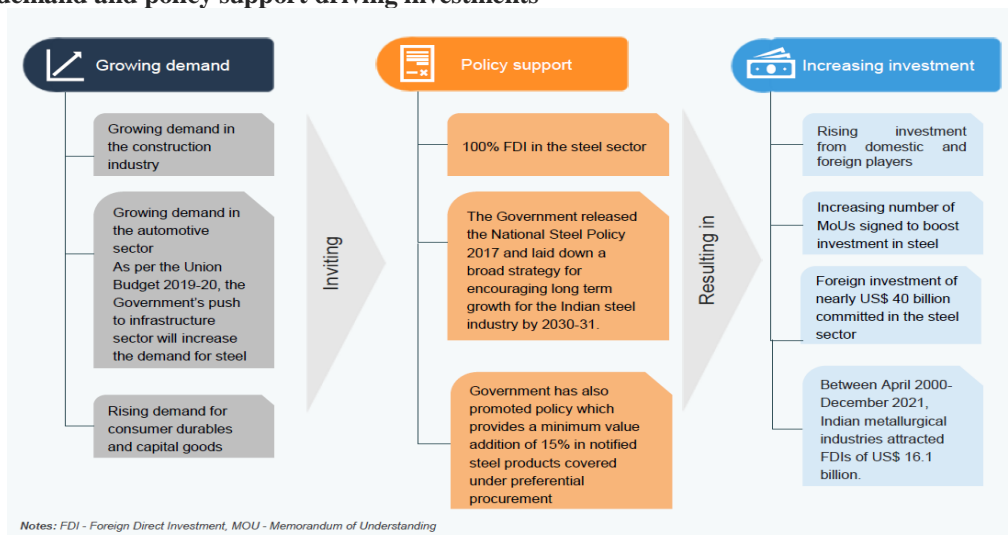 demand and policy support driving investments
Growing demand
Growing demand in
the construction
industry
Growing demand in
the automotive
sector
As per the Union
Budget 2019-20, the
Government's push
to infrastructure
sector will increase
the demand for steel
Rising demand for
consumer durables
and capital goods
Inviting
Policy support
100% FDI in the steel sector
The Government released
the National Steel Policy
2017 and laid down a
broad strategy for
encouraging long term
growth for the Indian steel
industry by 2030-31.
Government has also
promoted policy which
provides a minimum value
addition of 15% in notified
steel products covered
under preferential
procurement
Resulting in
Increasing investment
Rising investment
from domestic and
foreign players
Increasing number of
MoUs signed to boost
investment in steel
Foreign investment of
nearly US$ 40 billion
committed in the steel
sector
Between April 2000-
December 2021,
Indian metallurgical
industries attracted
FDIs of US$ 16.1
billion.
Notes: FDI - Foreign Direct Investment, MOU - Memorandum of Understanding